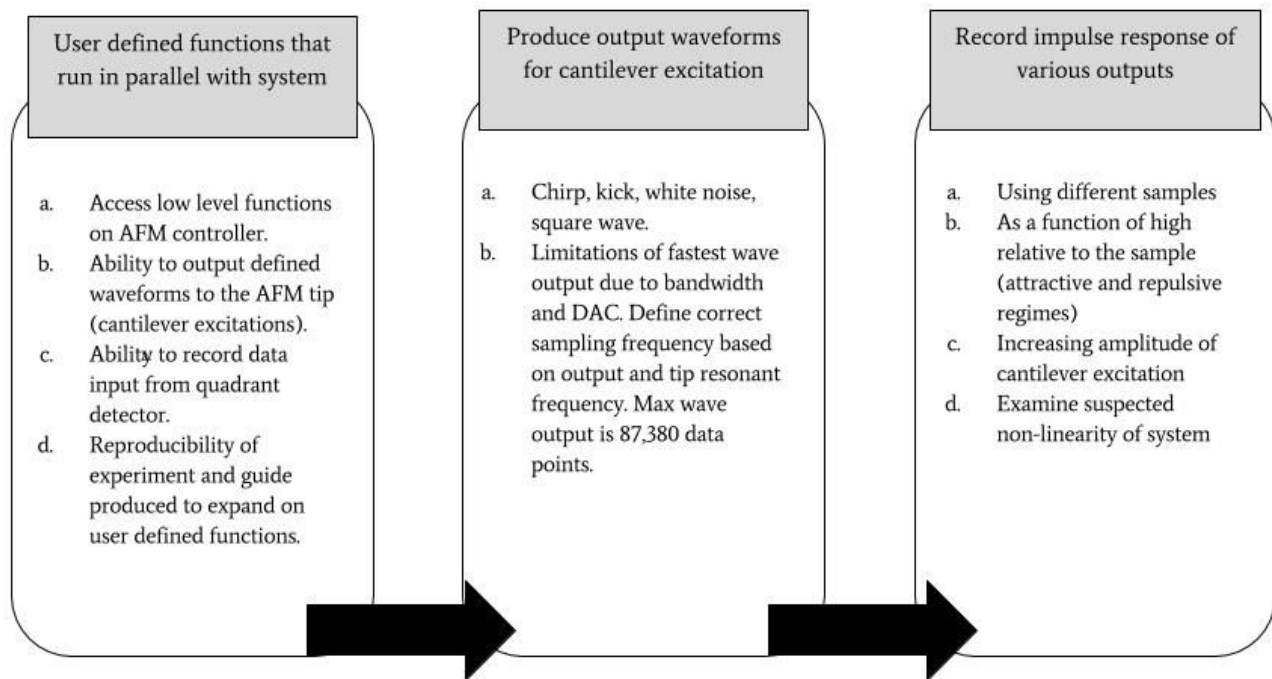 User defined functions that
run in parallel with system
a. Access low level functions
on AFM controller.
b. Ability to output defined
waveforms to the AFM tip
(cantilever excitations).
c. Ability to record data
input from quadrant
detector.
d. Reproducibility of
experiment and guide
produced to expand on
user defined functions.
Produce output waveforms
for cantilever excitation
a. Chirp, kick, white noise,
square wave.
b. Limitations of fastest wave
output due to bandwidth
and DAC. Define correct
sampling frequency based
on output and tip resonant
frequency. Max wave
output is 87,380 data
points.
Record impulse response of
various outputs
a. Using different samples
b. As a function of high
relative to the sample
(attractive and repulsive
regimes)
c. Increasing amplitude of
cantilever excitation
d. Examine suspected
non-linearity of system